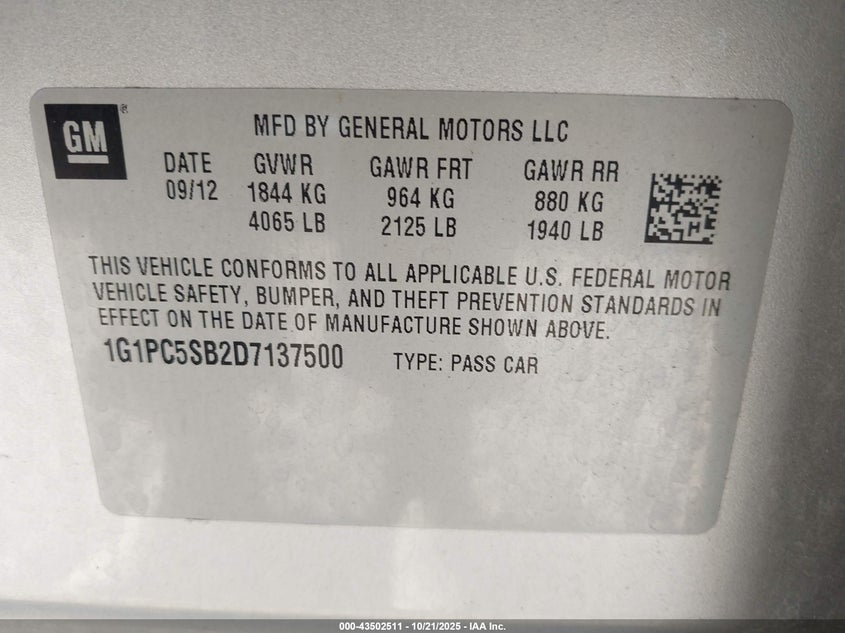 GM ®
MFD BY GENERAL MOTORS LLC
DATE GVWR GAWR FRT GAWR RR
09/12 1844 KG 964 KG 880 KG
4065 LB 2125 LB 1940 LB
THIS VEHICLE CONFORMS TO ALL APPLICABLE U.S. FEDERAL MOTOR
VEHICLE SAFETY, BUMPER, AND THEFT PREVENTION STANDARDS IN
EFFECT ON THE DATE OF MANUFACTURE SHOWN ABOVE.
1G1PC5SB2D7137500 TYPE: PASS CAR
000-43502511 - 10/21/2025 - IAA Inc.